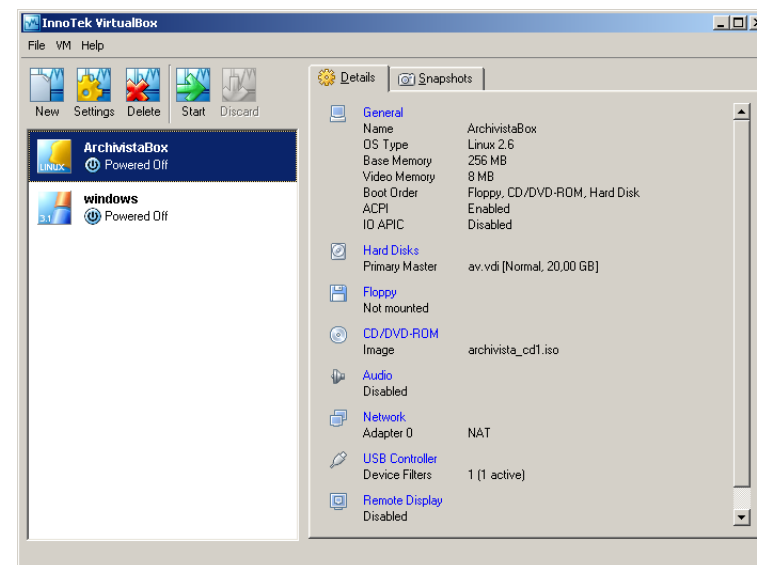 InnoTek VirtualBox
File VM Help
New Settings Delete Start Discard
ArchivistaBox
Powered Off
LINUX
windows
Powered Off
3.1
Details Snapshots
General
Name ArchivistaBox
OS Type Linux 2.6
Base Memory 256 MB
Video Memory 8 MB
Boot Order Floppy, CD/DVD-ROM, Hard Disk
ACPI Enabled
IO APIC Disabled
Hard Disks
Primary Master av.vdi [Normal, 20,00 GB]
Floppy
Not mounted
CD/DVD-ROM
Image archivista_cd1.iso
Audio
Disabled
Network
Adapter 0 NAT
USB Controller
Device Filters 1 (1 active)
Remote Display
Disabled